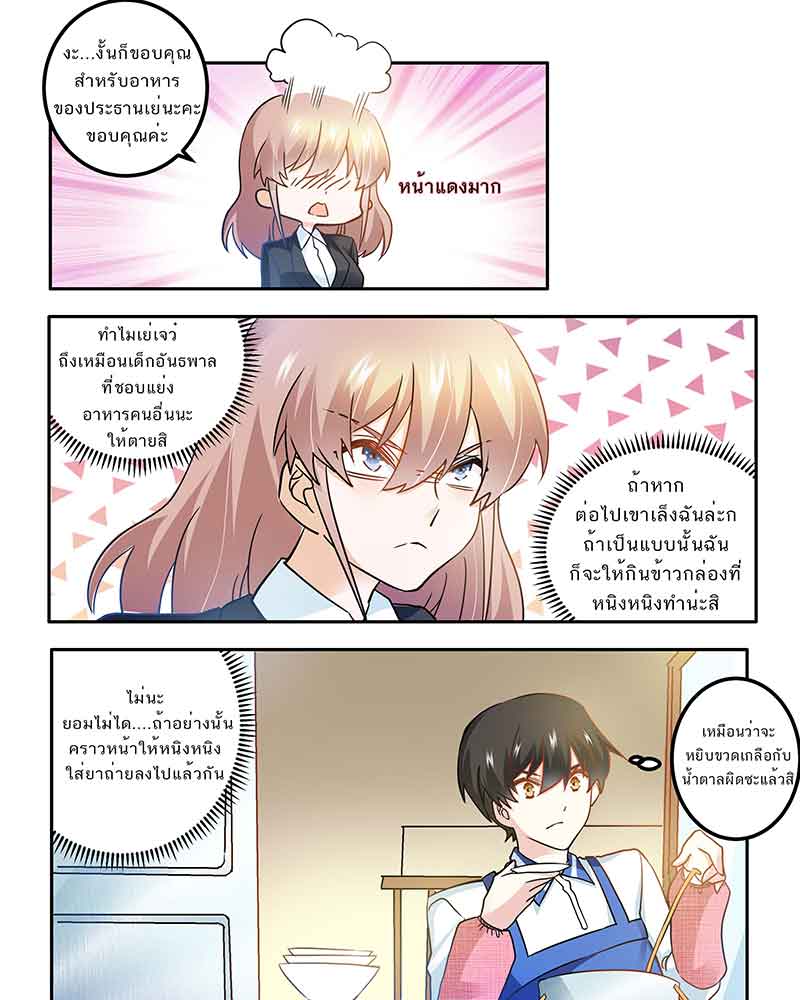 งะ...งั้นก็ขอบคุณ
สำหรับอาหาร
ของประธานเย่นะคะ
ขอบคุณค่ะ
หน้าแดงมาก
ทำไมเย่เจว๋
ถึงเหมือนเด็กอันธพาล
ที่ชอบแย่ง
อาหารคนอื่นนะ
ให้ตายสิ
ถ้าหาก
ต่อไปเขาเล็งฉันล่ะก
ถ้าเป็นแบบนั้นฉัน
ก็จะให้กินข้าวกล่องที่
หนิงหนิงทำน่ะสิ
ไม่นะ
ยอมไม่ได....ถ้าอย่างนั้น
คราวหน้าให้หนิงหนิง
ใส่ยาถ่ายลงไปแล้วกัน
เหมือนว่าจะ
หยิบขวดเกลือกับ
น้ำตาลผิดซะแล้วสิ